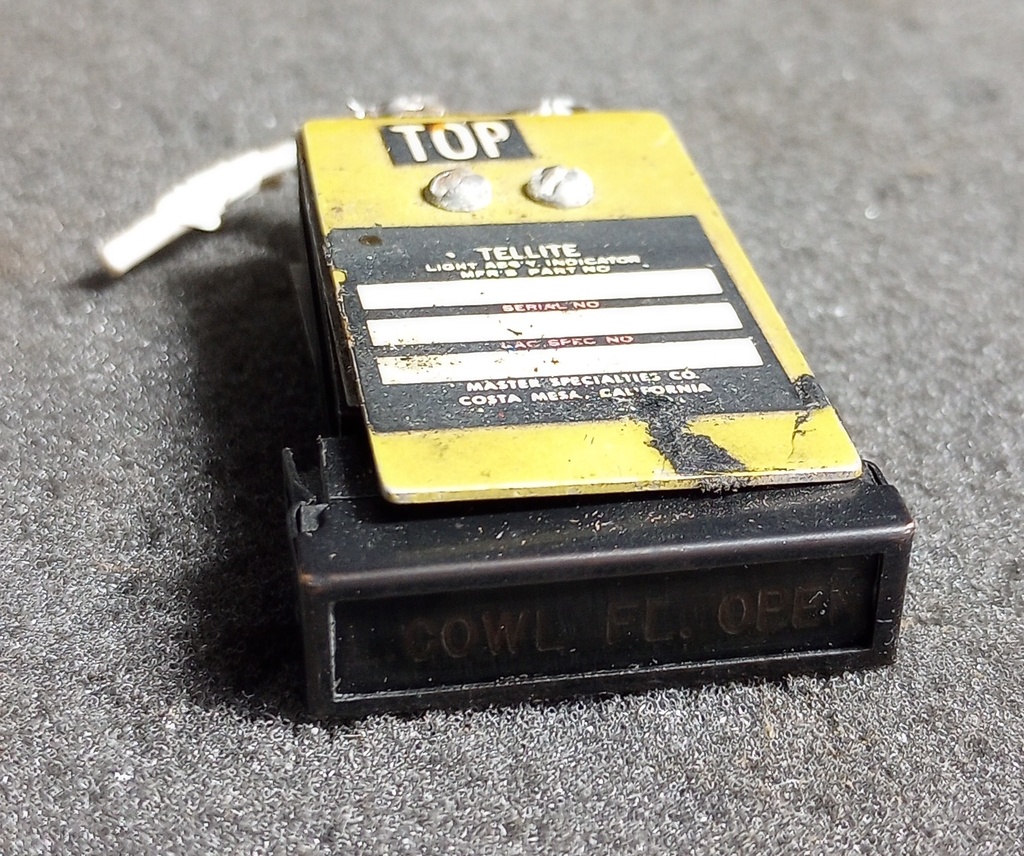 TOP
TELLITE
LIGHT ASS'Y, INDICATOR
MFR'S PART NO
SERIAL NO
LAC SPEC NO
MASTER SPECIALTIES CO.
COSTA MESA, CALIFORNIA
L. COWL FL. OPEN